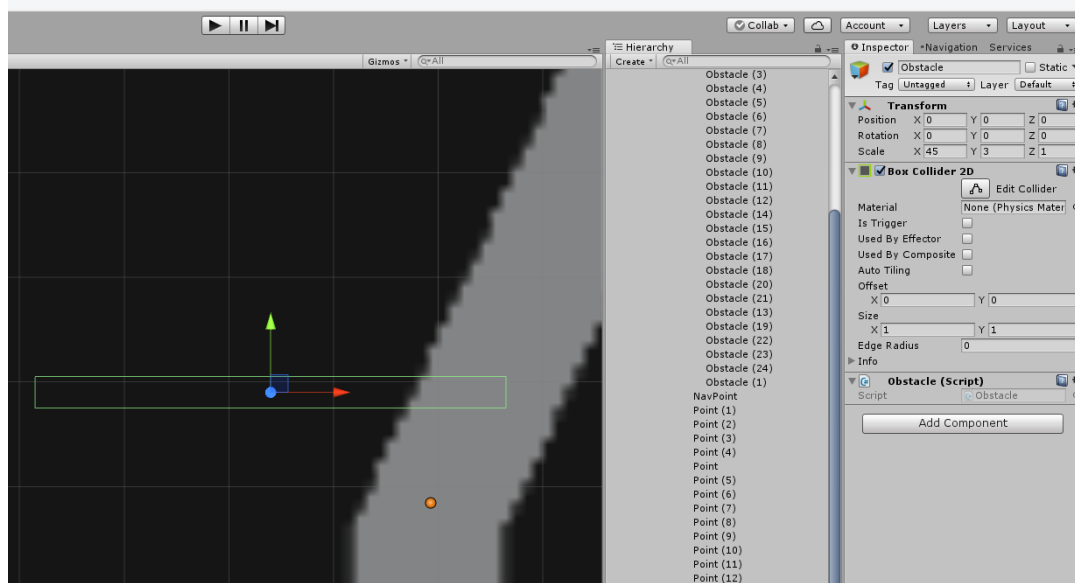 Collab
Account
Layers
Layout
Gizmos
All
Hierarchy
Create
All
Obstacle (3)
Obstacle (4)
Obstacle (5)
Obstacle (6)
Obstacle (7)
Obstacle (8)
Obstacle (9)
Obstacle (10)
Obstacle (11)
Obstacle (12)
Obstacle (14)
Obstacle (15)
Obstacle (16)
Obstacle (17)
Obstacle (18)
Obstacle (20)
Obstacle (21)
Obstacle (13)
Obstacle (19)
Obstacle (22)
Obstacle (23)
Obstacle (24)
Obstacle (1)
NavPoint
Point (1)
Point (2)
Point (3)
Point (4)
Point
Point (5)
Point (6)
Point (7)
Point (8)
Point (9)
Point (10)
Point (11)
Point (12)
Inspector Navigation Services
Obstacle Static
Tag Untagged Layer Default
Transform
Position X 0 Y 0 Z 0
Rotation X 0 Y 0 Z 0
Scale X 45 Y 3 Z 1
Box Collider 2D
Edit Collider
Material None (Physics Mater
Is Trigger
Used By Effector
Used By Composite
Auto Tiling
Offset
X 0 Y 0
Size
X 1 Y 1
Edge Radius 0
Info
Obstacle (Script)
Script Obstacle
Add Component